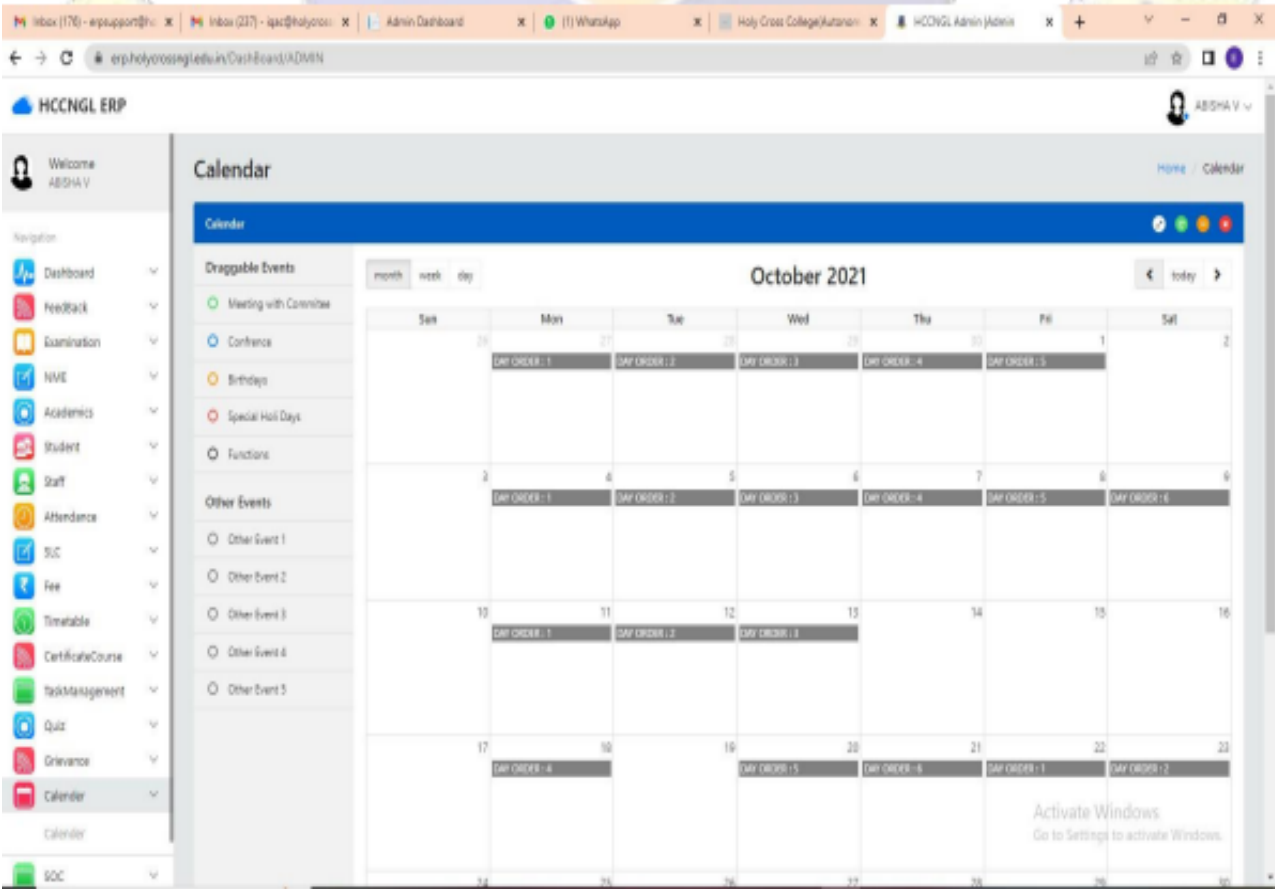 Inbox (176) - erpsupport@h
Inbox (237) - iqac@holycross
Admin Dashboard
(1) WhatsApp
Holy Cross College(Autonom
HCCNGL Admin |Admin
erp.holycrossngl.edu.in/DashBoard/ADMIN
HCCNGL ERP
ABISHA V
Welcome
ABISHA V
Navigation
Dashboard
Feedback
Examination
NME
Academics
Student
Staff
Attendance
SLC
Fee
Timetable
CertificateCourse
TaskManagement
Quiz
Grievance
Calender
Calender
SOC
Calendar
Home / Calendar
Calendar
Draggable Events
Meeting with Commitee
Confrence
Birthdays
Special Holi Days
Functions
Other Events
Other Event 1
Other Event 2
Other Event 3
Other Event 4
Other Event 5
month week day
October 2021
today
Sun Mon Tue Wed Thu Fri Sat
26 27 28 29 30 1 2
DAY ORDER : 1 DAY ORDER : 2 DAY ORDER : 3 DAY ORDER : 4 DAY ORDER : 5
3 4 5 6 7 8 9
DAY ORDER : 1 DAY ORDER : 2 DAY ORDER : 3 DAY ORDER : 4 DAY ORDER : 5 DAY ORDER : 6
10 11 12 13 14 15 16
DAY ORDER : 1 DAY ORDER : 2 DAY ORDER : 3
17 18 19 20 21 22 23
DAY ORDER : 4 DAY ORDER : 5 DAY ORDER : 6 DAY ORDER : 1 DAY ORDER : 2
24 25 26 27 28 29 30
Activate Windows
Go to Settings to activate Windows.